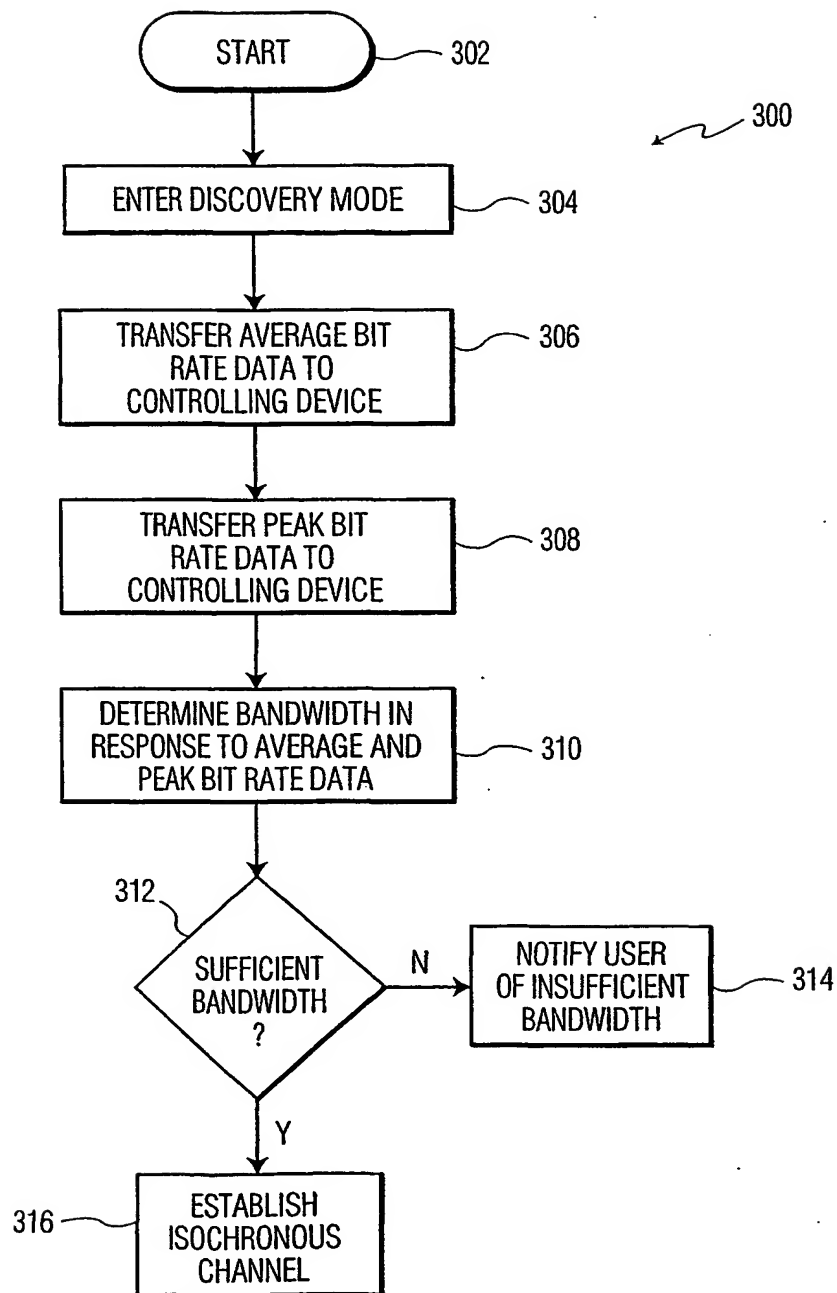 START
302
300
ENTER DISCOVERY MODE
304
TRANSFER AVERAGE BIT
RATE DATA TO
CONTROLLING DEVICE
306
TRANSFER PEAK BIT
RATE DATA TO
CONTROLLING DEVICE
308
DETERMINE BANDWIDTH IN
RESPONSE TO AVERAGE AND
PEAK BIT RATE DATA
310
312
SUFFICIENT
BANDWIDTH
?
N
NOTIFY USER
OF INSUFFICIENT
BANDWIDTH
314
Y
316
ESTABLISH
ISOCHRONOUS
CHANNEL